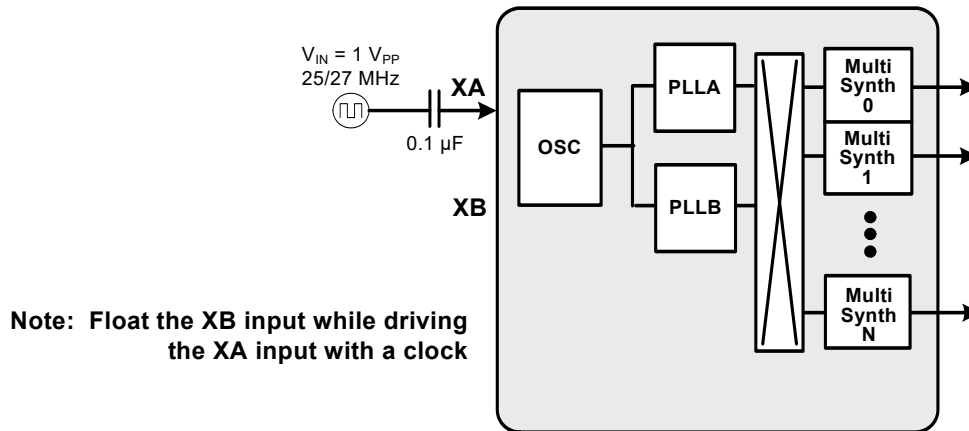 V_IN = 1 V_PP
25/27 MHz
XA
0.1 µF
XB
OSC
PLLA
PLLB
Multi
Synth
0
Multi
Synth
1
Multi
Synth
N
Note: Float the XB input while driving
the XA input with a clock